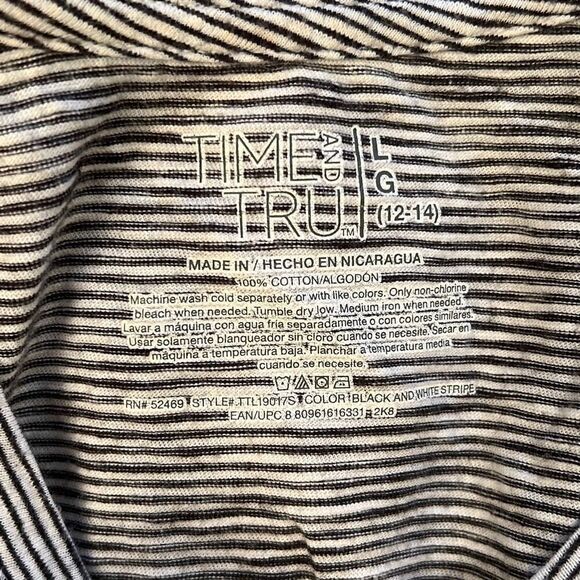 TIME AND TRU™
LG
(12-14)
MADE IN / HECHO EN NICARAGUA
100% COTTON/ALGODÓN
Machine wash cold separately or with like colors. Only non-chlorine
bleach when needed. Tumble dry low. Medium iron when needed.
Lavar a máquina con agua fria separadamente o con colores similares.
Usar solamente blanqueador sin cloro cuando se necesite. Secar en
máquina a temperatura baja. Planchar a temperatura media
cuando se necesite.
RN# 52469 STYLE#.TTL19017S COLOR: BLACK AND WHITE STRIPE
EAN/UPC 8 80961616331 2K8